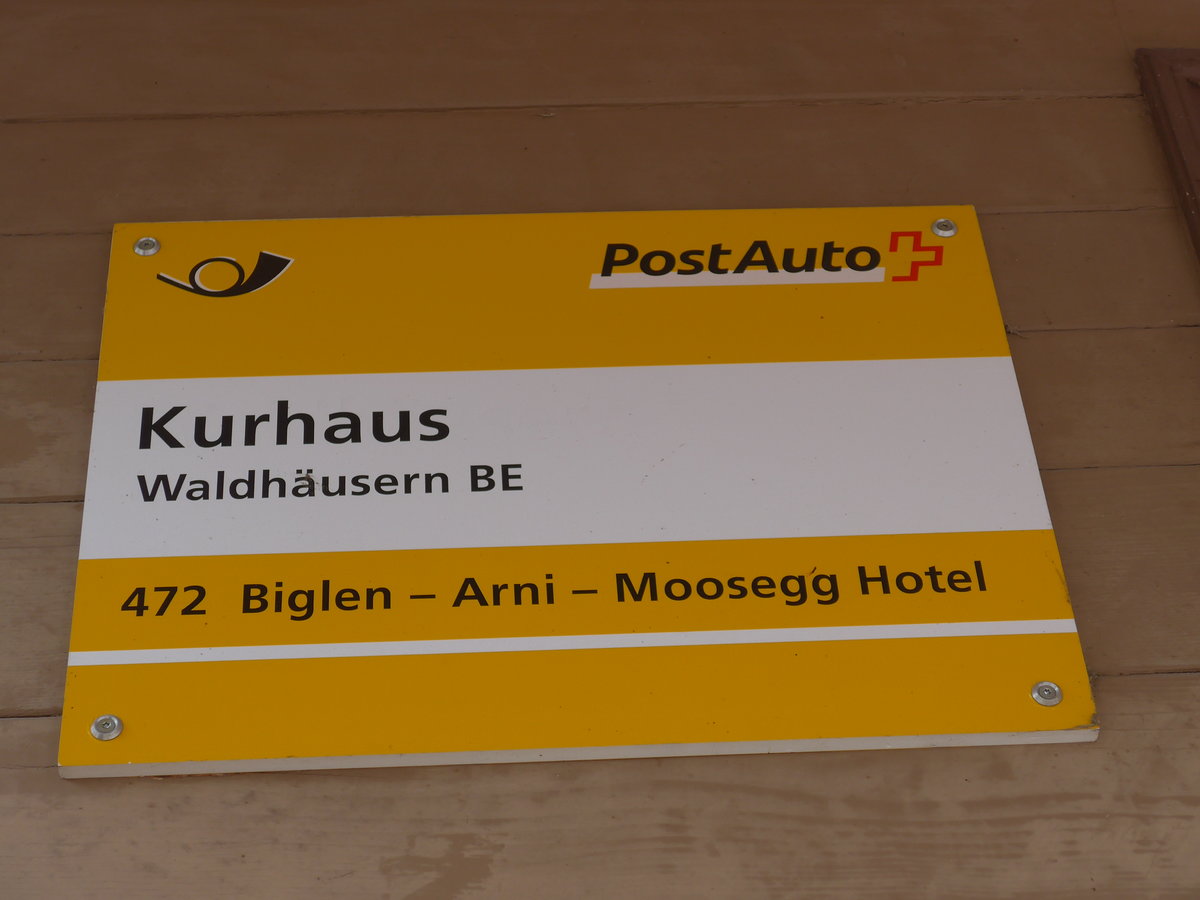 PostAuto
Kurhaus
Waldhäusern BE
472 Biglen – Arni – Moosegg Hotel